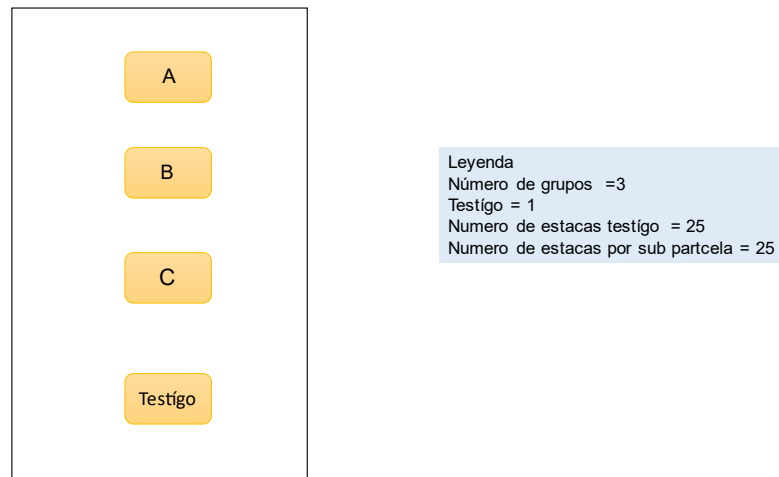 A
B
C
Testígo
Leyenda
Número de grupos =3
Testígo = 1
Numero de estacas testígo = 25
Numero de estacas por sub partcela = 25